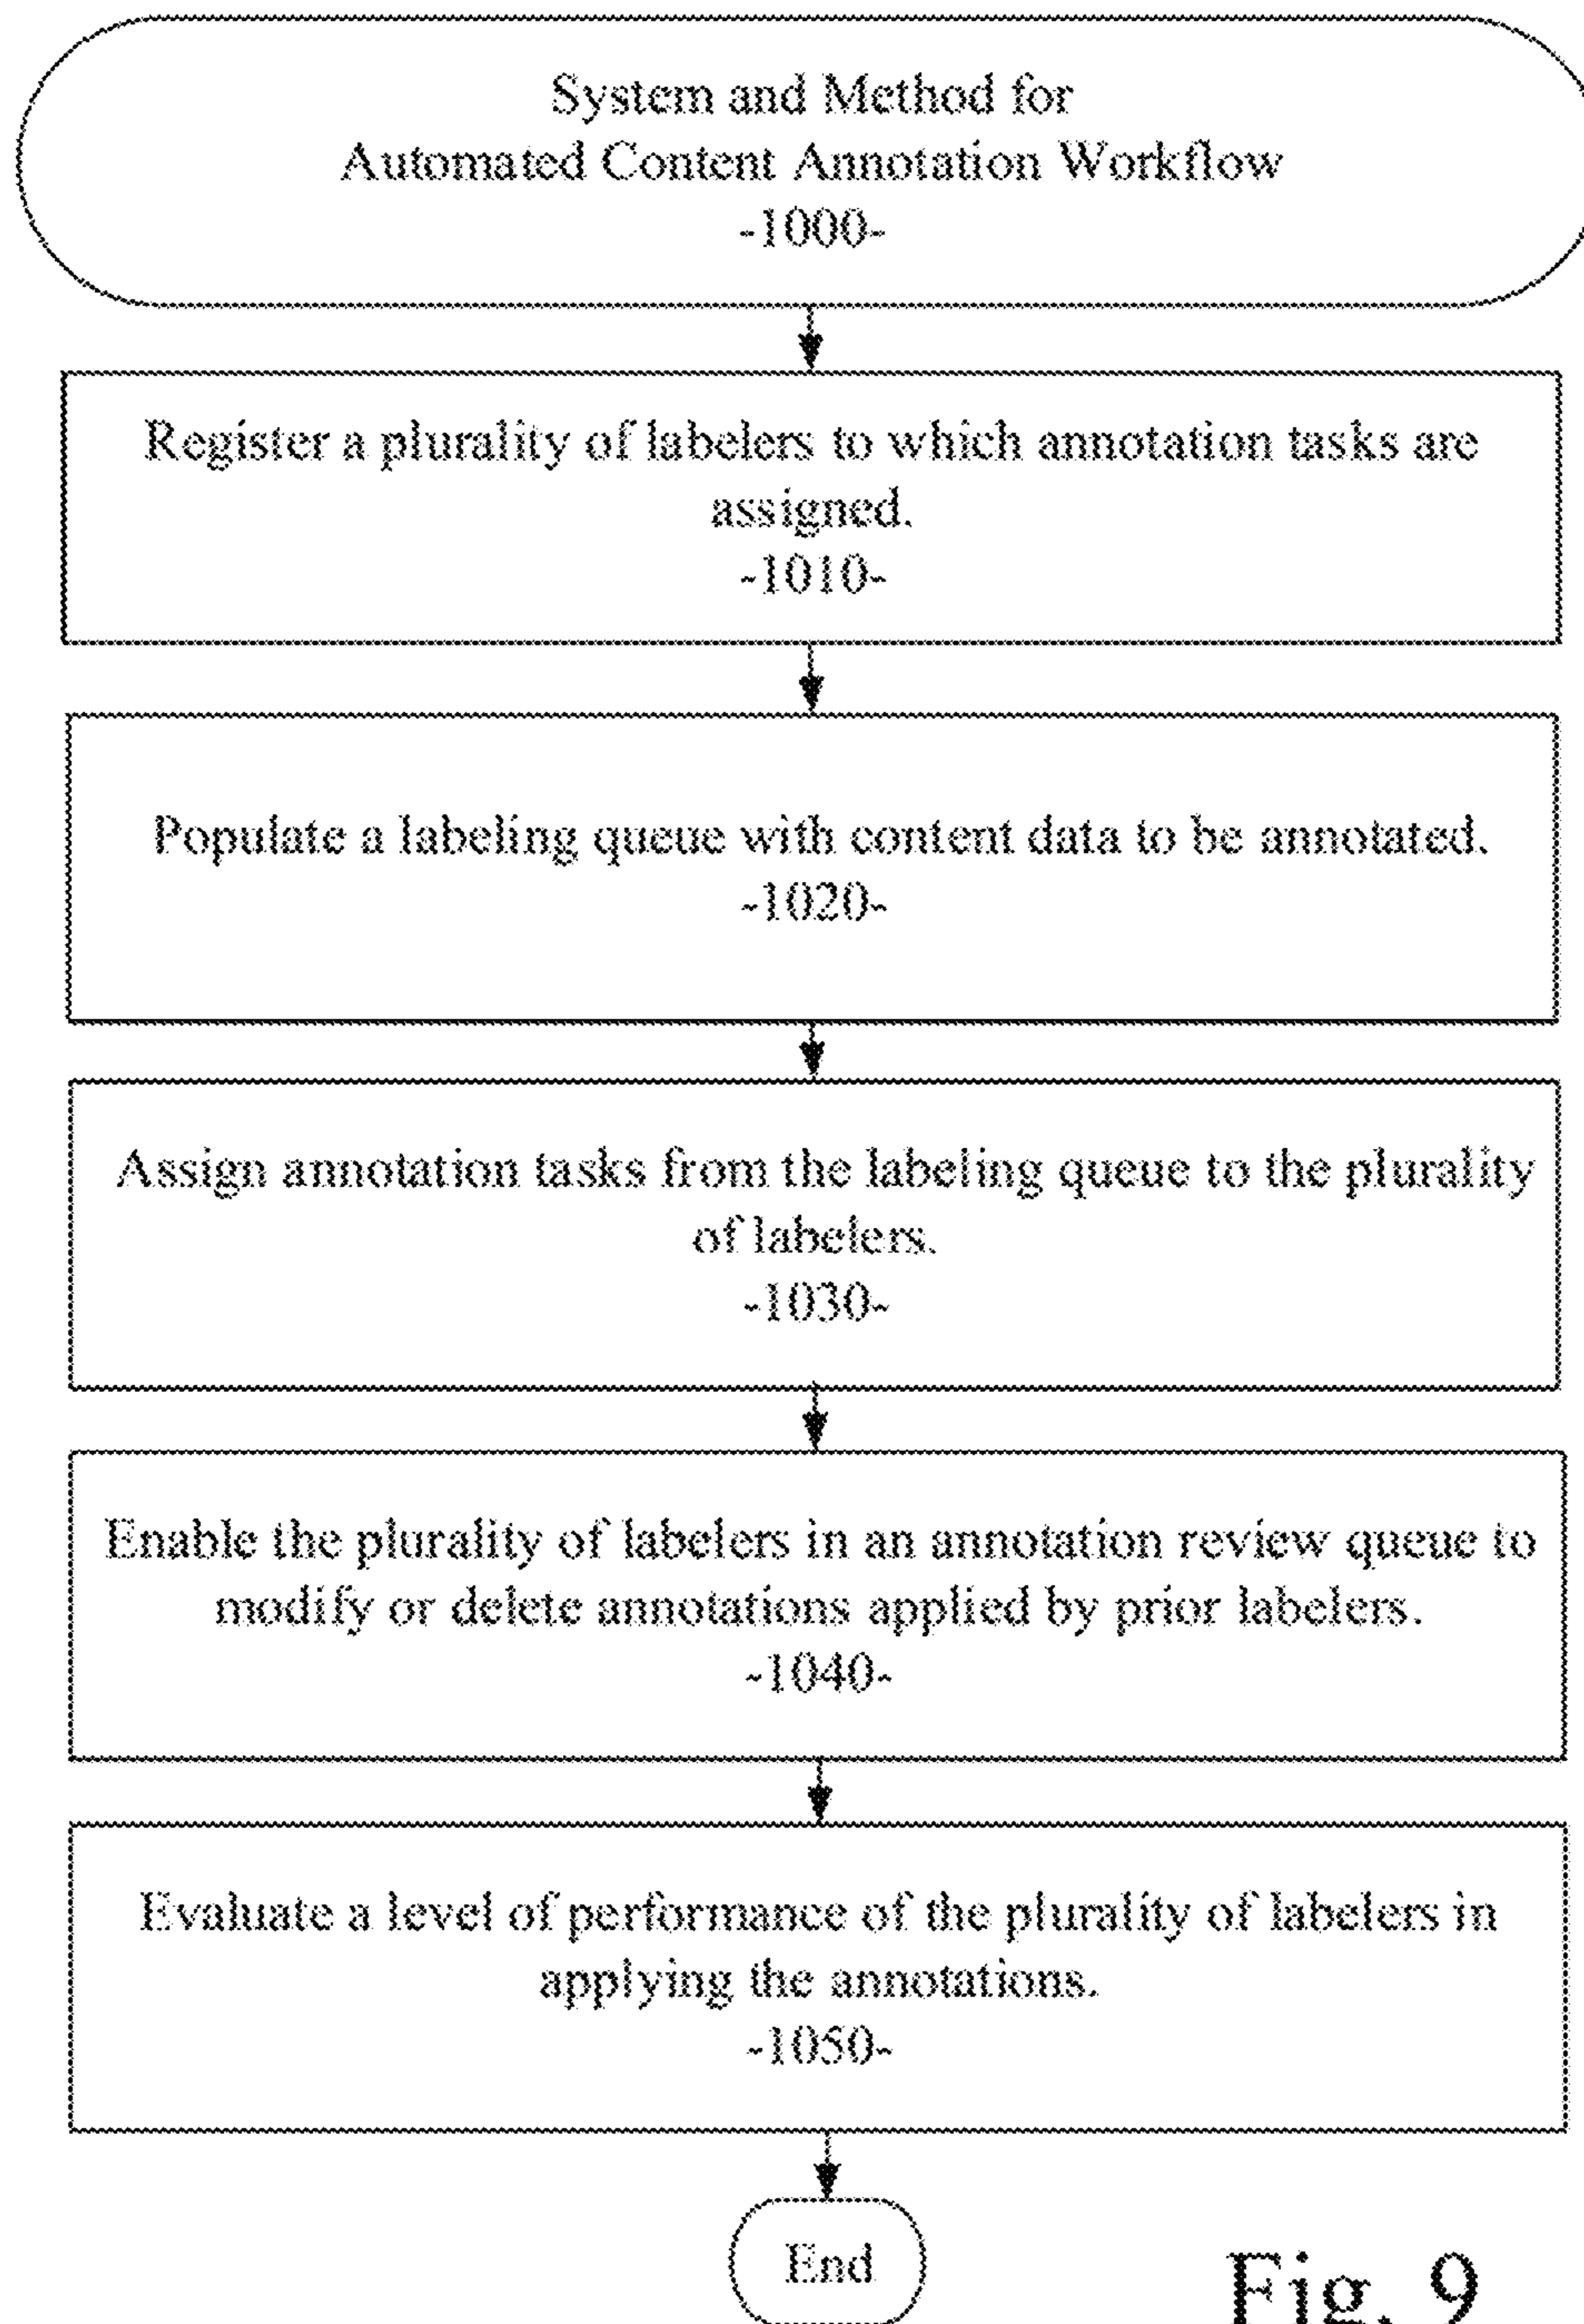 System and Method for
Automated Content Annotation Workflow
-1000-
Register a plurality of labelers to which annotation tasks are
assigned.
-1010-
Populate a labeling queue with content data to be annotated.
-1020-
Assign annotation tasks from the labeling queue to the plurality
of labelers.
-1030-
Enable the plurality of labelers in an annotation review queue to
modify or delete annotations applied by prior labelers.
-1040-
Evaluate a level of performance of the plurality of labelers in
applying the annotations.
-1050-
End
Fig. 9